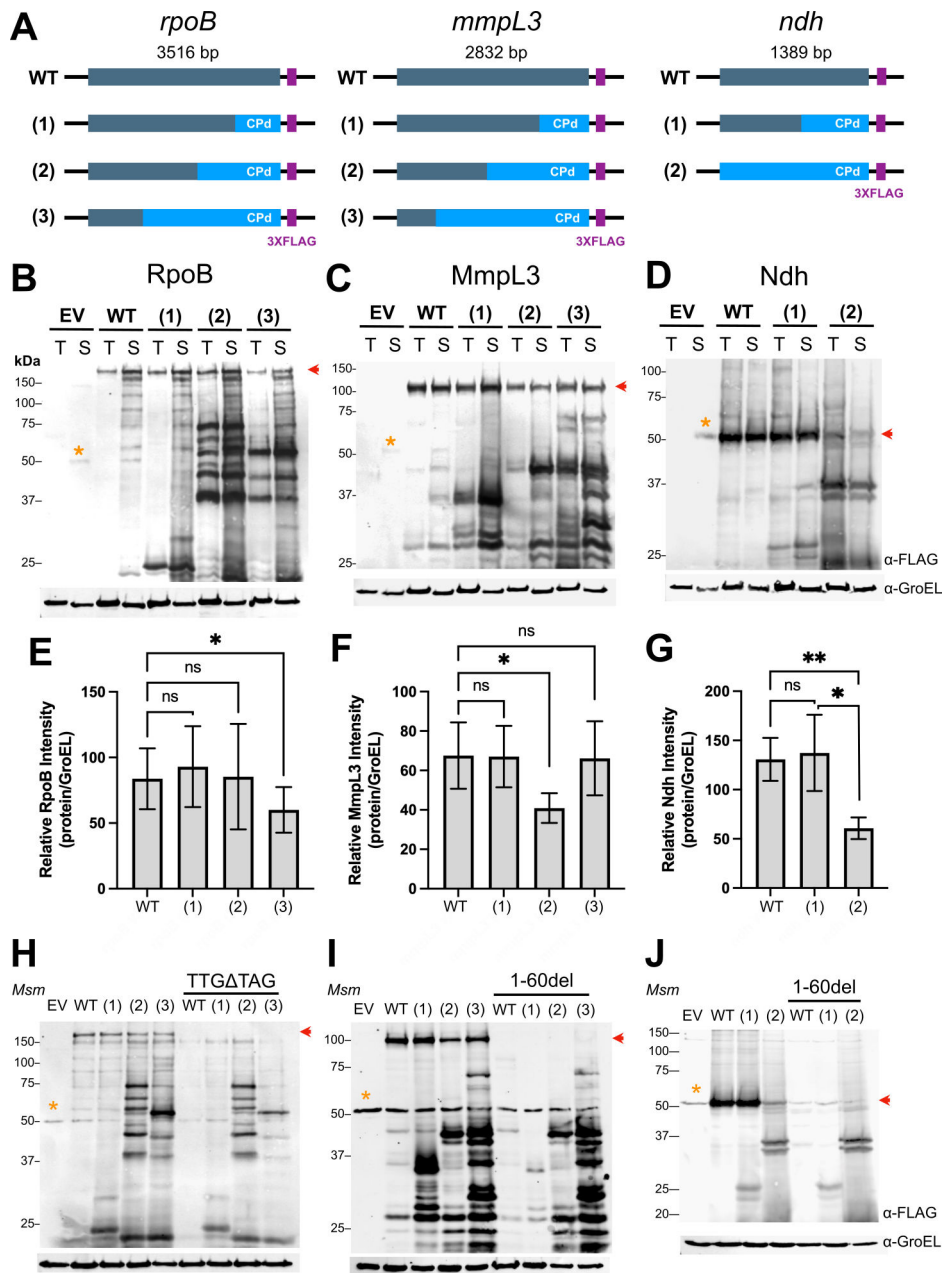 A
rpoB mmpL3 ndh
3516 bp 2832 bp 1389 bp
WT WT WT
(1) CPd (1) CPd (1) CPd
(2) CPd (2) CPd (2) CPd
3XFLAG
(3) CPd (3) CPd
3XFLAG 3XFLAG
B RpoB
EV WT (1) (2) (3)
T S T S T S T S T S
kDa
150–
100–
75–
50–
37–
25–
*
C MmpL3
EV WT (1) (2) (3)
T S T S T S T S T S
150–
100–
75–
50–
37–
25–
*
D Ndh
EV WT (1) (2)
T S T S T S T S
100–
75–
50–
37–
25–
*
α-FLAG
α-GroEL
E
Relative RpoB Intensity
(protein/GroEL)
150
100
50
0
*
ns
ns
WT (1) (2) (3)
F
Relative MmpL3 Intensity
(protein/GroEL)
100
80
60
40
20
0
ns
*
ns
WT (1) (2) (3)
G
Relative Ndh Intensity
(protein/GroEL)
200
150
100
50
0
**
ns
*
WT (1) (2)
H
TTGΔTAG
Msm
EV WT (1) (2) (3) WT (1) (2) (3)
150–
100–
75–
50–
37–
25–
*
I
1-60del
Msm
EV WT (1) (2) (3) WT (1) (2) (3)
100–
75–
50–
37–
25–
*
J
1-60del
Msm
EV WT (1) (2) WT (1) (2)
150–
100–
75–
50–
37–
25–
20–
*
α-FLAG
α-GroEL